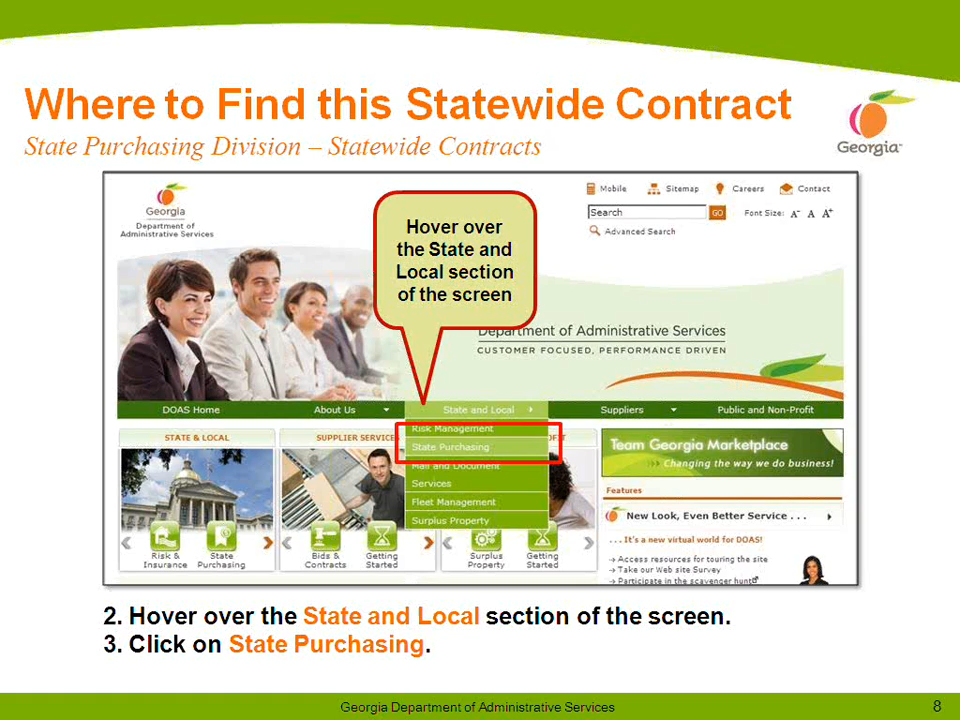 Where to Find this Statewide Contract
State Purchasing Division – Statewide Contracts
Georgia™
Georgia
Department of
Administrative Services
Mobile
Sitemap
Careers
Contact
Search
GO
Font Size: A- A A+
Advanced Search
Hover over
the State and
Local section
of the screen
Department of Administrative Services
CUSTOMER FOCUSED, PERFORMANCE DRIVEN
DOAS Home
About Us
State and Local
Suppliers
Public and Non-Profit
Risk Management
State Purchasing
Mail and Document
Services
Fleet Management
Surplus Property
STATE & LOCAL
SUPPLIER SERVICES
Risk &
Insurance
State
Purchasing
Bids &
Contracts
Getting
Started
Surplus
Property
Getting
Started
Team Georgia Marketplace
Changing the way we do business!
Features
New Look, Even Better Service . . .
. . . It's a new virtual world for DOAS!
Access resources for touring the site
Take our Web site Survey
Participate in the scavenger hunt
2. Hover over the State and Local section of the screen.
3. Click on State Purchasing.
Georgia Department of Administrative Services
8